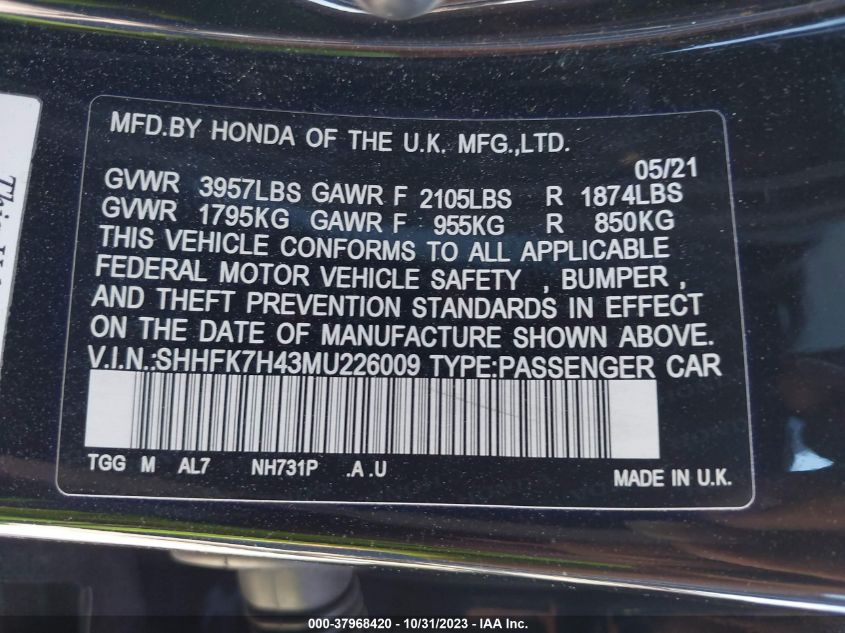 MFD.BY HONDA OF THE U.K. MFG.,LTD.
05/21
GVWR 3957LBS GAWR F 2105LBS R 1874LBS
GVWR 1795KG GAWR F 955KG R 850KG
THIS VEHICLE CONFORMS TO ALL APPLICABLE
FEDERAL MOTOR VEHICLE SAFETY , BUMPER ,
AND THEFT PREVENTION STANDARDS IN EFFECT
ON THE DATE OF MANUFACTURE SHOWN ABOVE.
V.I.N.:SHHFK7H43MU226009 TYPE:PASSENGER CAR
TGG M AL7 NH731P .A .U
MADE IN U.K.
000-37968420 - 10/31/2023 - IAA Inc.